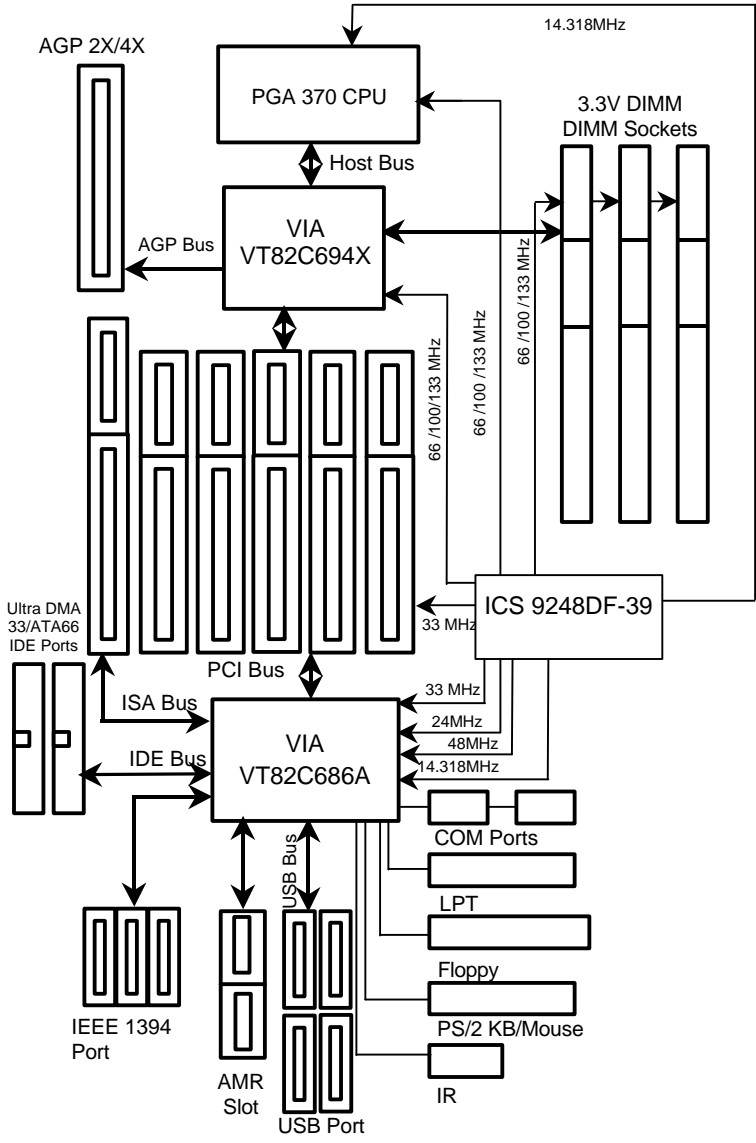 14.318MHz
AGP 2X/4X
PGA 370 CPU
3.3V DIMM
DIMM Sockets
Host Bus
VIA
VT82C694X
AGP Bus
66 /100/133 MHz
66 /100/133 MHz
66 /100/133 MHz
ICS 9248DF-39
33 MHz
Ultra DMA
33/ATA66
IDE Ports
PCI Bus
ISA Bus
33 MHz
24MHz
48MHz
14.318MHz
VIA
VT82C686A
IDE Bus
USB Bus
COM Ports
LPT
Floppy
PS/2 KB/Mouse
IR
IEEE 1394
Port
AMR
Slot
USB Port